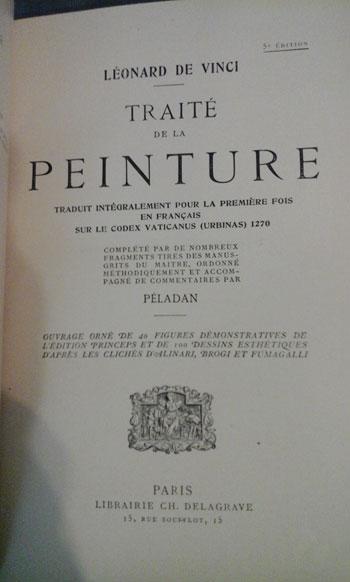 5e ÉDITION
LÉONARD DE VINCI
TRAITÉ
DE LA
PEINTURE
TRADUIT INTÉGRALEMENT POUR LA PREMIÈRE FOIS
EN FRANÇAIS
SUR LE CODEX VATICANUS (URBINAS) 1270
COMPLÉTÉ PAR DE NOMBREUX
FRAGMENTS TIRES DES MANUS-
CRITS DU MAITRE, ORDONNÉ
MÉTHODIQUEMENT ET ACCOM-
PAGNÉ DE COMMENTAIRES PAR
PÉLADAN
OUVRAGE ORNÉ DE 40 FIGURES DÉMONSTRATIVES DE
L'ÉDITION PRINCEPS ET DE 100 DESSINS ESTHÉTIQUES
D'APRÈS LES CLICHÉS D'ALINARI, BROGI ET FUMAGALLI
PARIS
LIBRAIRIE CH. DELAGRAVE
15, RUE SOUFFLOT, 15